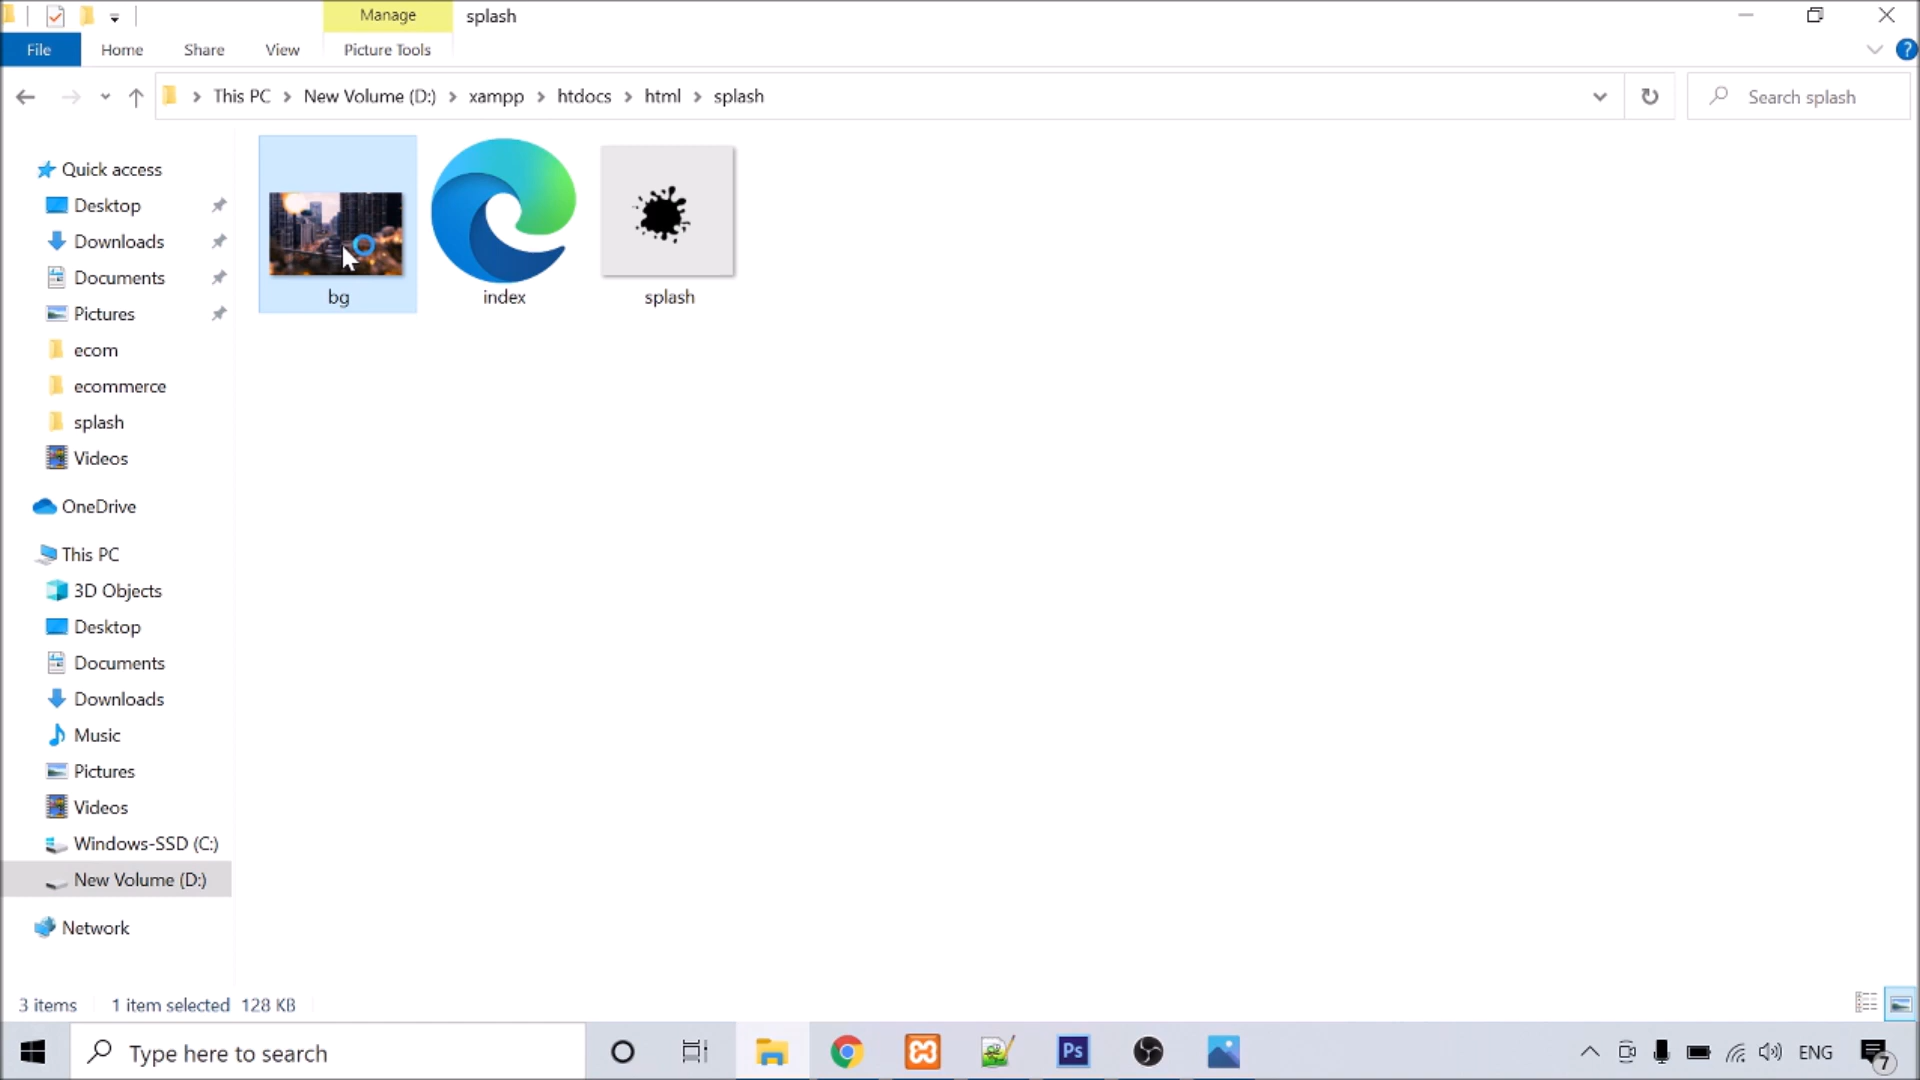 Manage
splash
File
Home
Share
View
Picture Tools
This PC
New Volume (D:)
xampp
htdocs
html
splash
Search splash
Quick access
Desktop
Downloads
Documents
Pictures
ecom
ecommerce
splash
Videos
OneDrive
This PC
3D Objects
Desktop
Documents
Downloads
Music
Pictures
Videos
Windows-SSD (C:)
New Volume (D:)
Network
bg
index
splash
3 items
1 item selected 128 KB
Type here to search
Ps
ENG
7